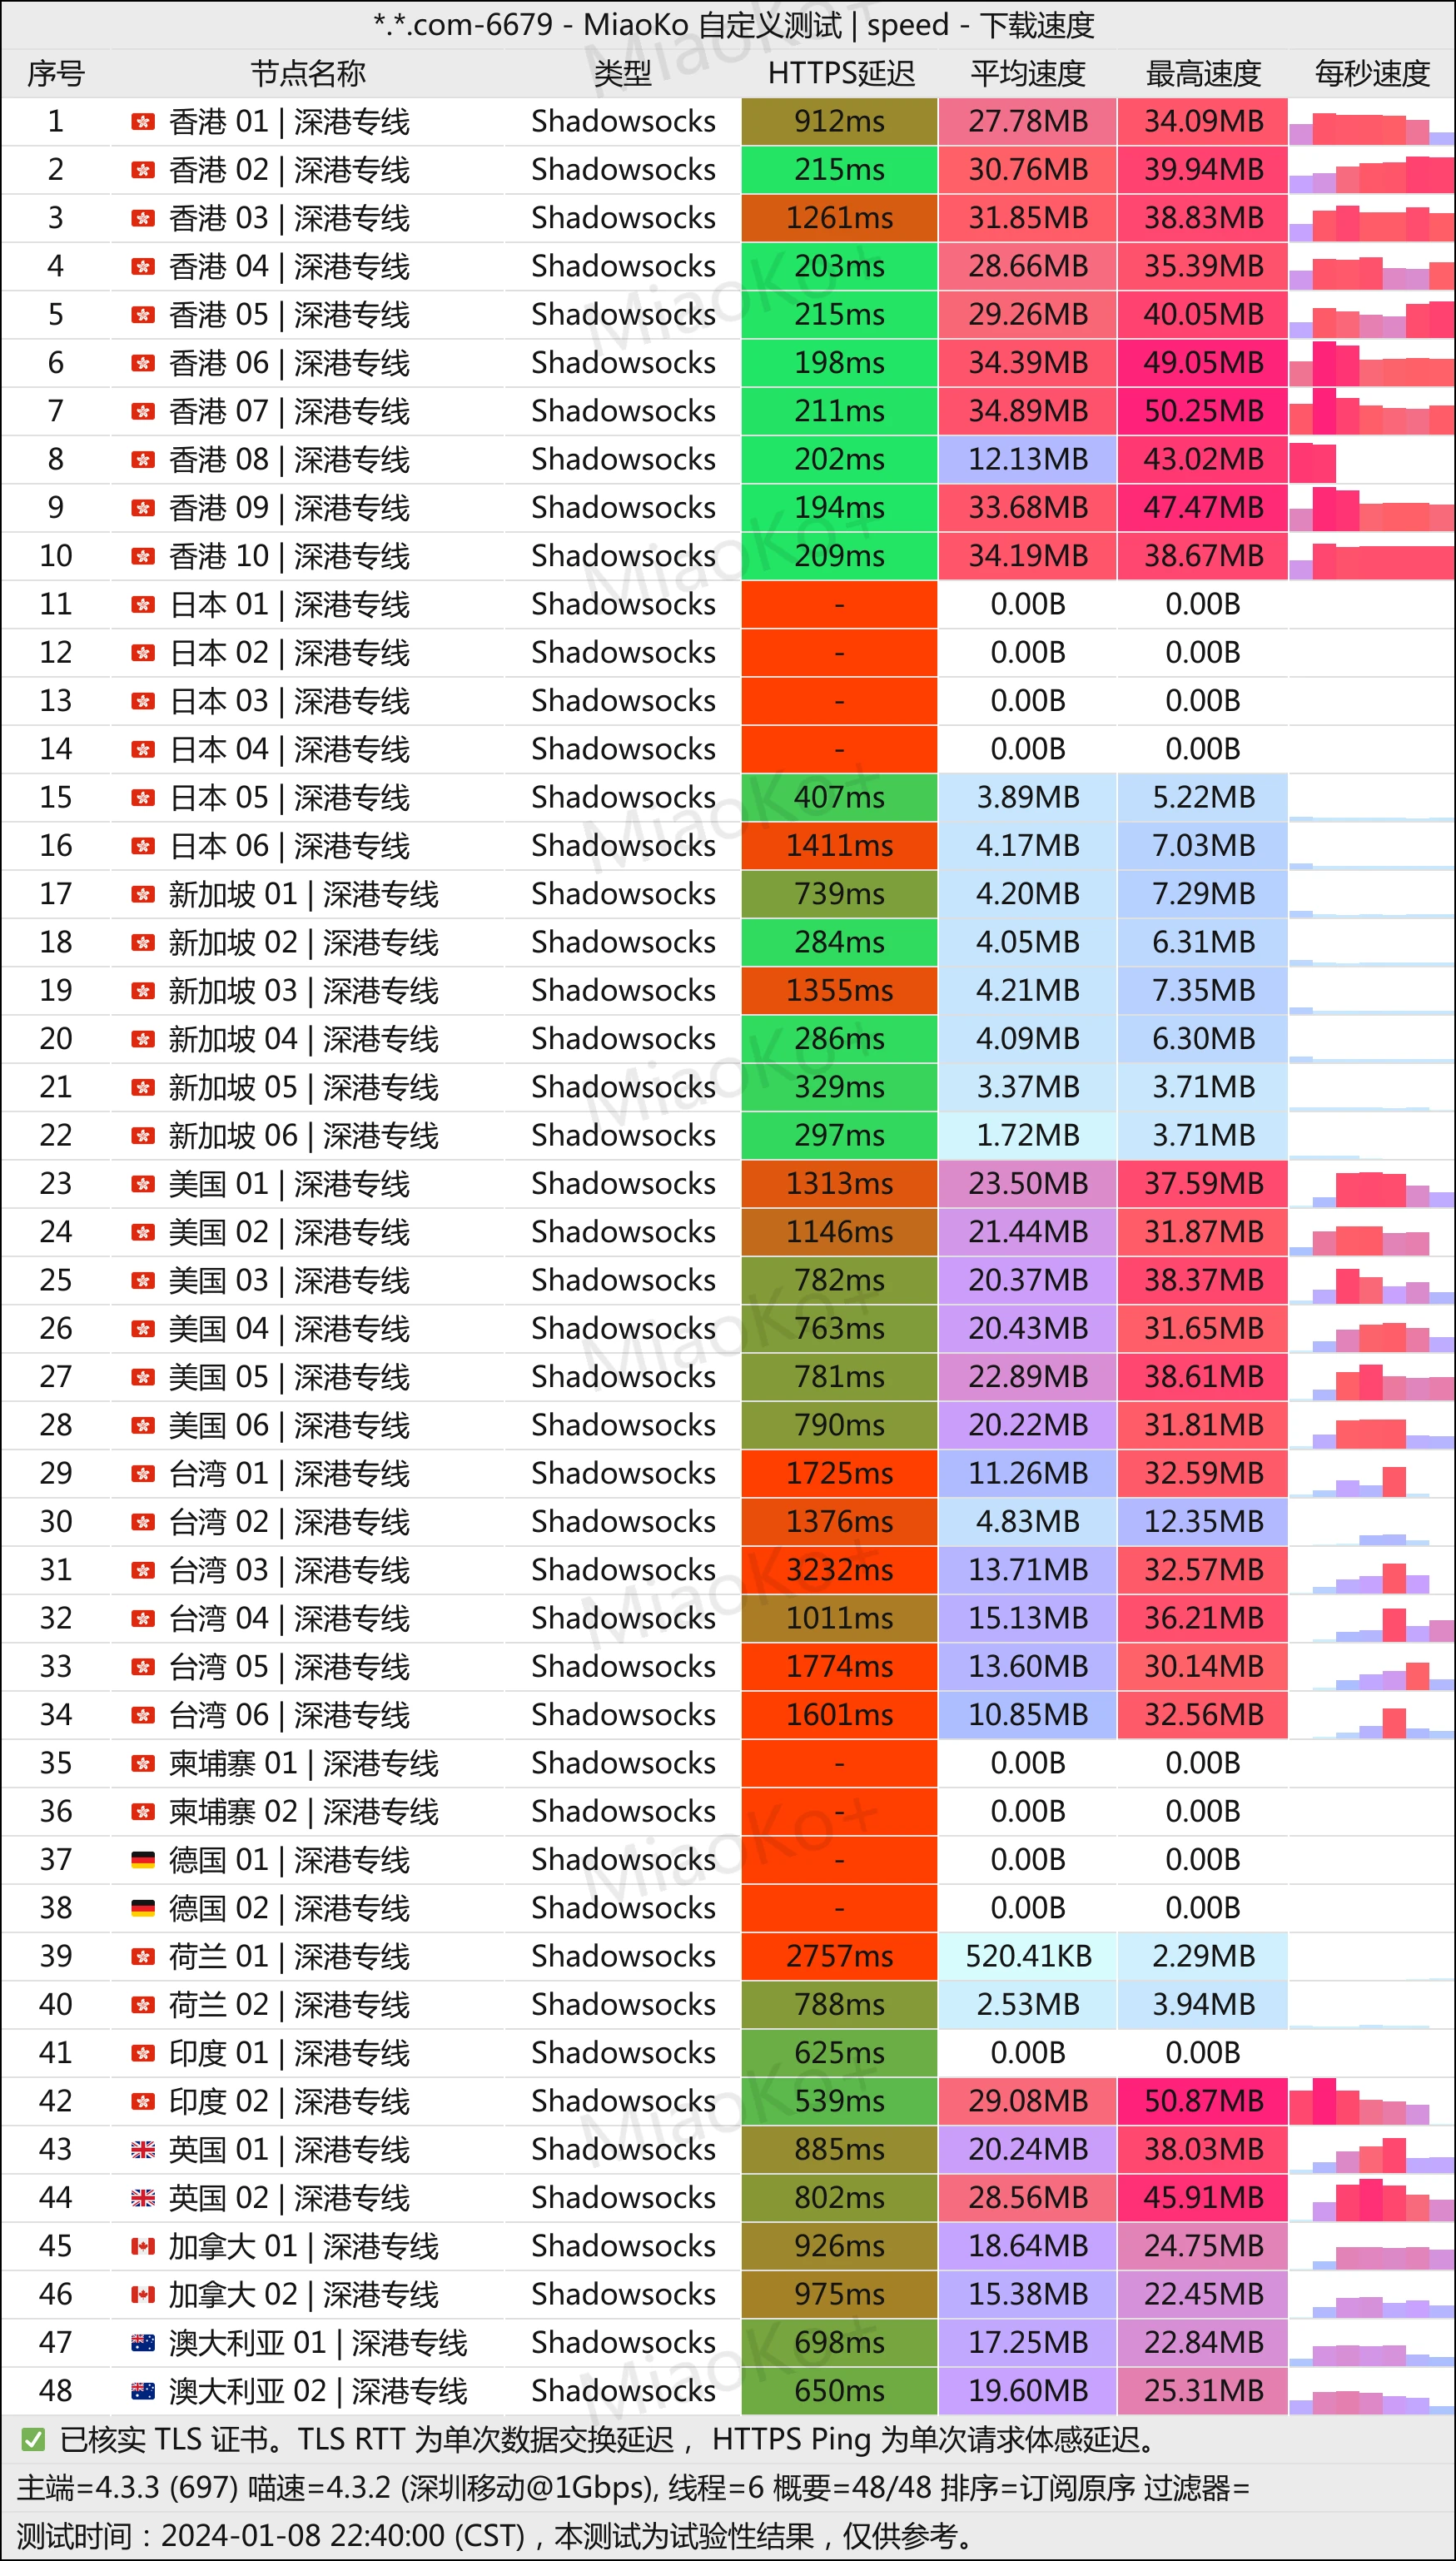 *.*.com-6679 - MiaoKo 自定义测试 | speed - 下载速度
序号 节点名称 类型 HTTPS延迟 平均速度 最高速度 每秒速度
1 香港 01 | 深港专线 Shadowsocks 912ms 27.78MB 34.09MB
2 香港 02 | 深港专线 Shadowsocks 215ms 30.76MB 39.94MB
3 香港 03 | 深港专线 Shadowsocks 1261ms 31.85MB 38.83MB
4 香港 04 | 深港专线 Shadowsocks 203ms 28.66MB 35.39MB
5 香港 05 | 深港专线 Shadowsocks 215ms 29.26MB 40.05MB
6 香港 06 | 深港专线 Shadowsocks 198ms 34.39MB 49.05MB
7 香港 07 | 深港专线 Shadowsocks 211ms 34.89MB 50.25MB
8 香港 08 | 深港专线 Shadowsocks 202ms 12.13MB 43.02MB
9 香港 09 | 深港专线 Shadowsocks 194ms 33.68MB 47.47MB
10 香港 10 | 深港专线 Shadowsocks 209ms 34.19MB 38.67MB
11 日本 01 | 深港专线 Shadowsocks - 0.00B 0.00B
12 日本 02 | 深港专线 Shadowsocks - 0.00B 0.00B
13 日本 03 | 深港专线 Shadowsocks - 0.00B 0.00B
14 日本 04 | 深港专线 Shadowsocks - 0.00B 0.00B
15 日本 05 | 深港专线 Shadowsocks 407ms 3.89MB 5.22MB
16 日本 06 | 深港专线 Shadowsocks 1411ms 4.17MB 7.03MB
17 新加坡 01 | 深港专线 Shadowsocks 739ms 4.20MB 7.29MB
18 新加坡 02 | 深港专线 Shadowsocks 284ms 4.05MB 6.31MB
19 新加坡 03 | 深港专线 Shadowsocks 1355ms 4.21MB 7.35MB
20 新加坡 04 | 深港专线 Shadowsocks 286ms 4.09MB 6.30MB
21 新加坡 05 | 深港专线 Shadowsocks 329ms 3.37MB 3.71MB
22 新加坡 06 | 深港专线 Shadowsocks 297ms 1.72MB 3.71MB
23 美国 01 | 深港专线 Shadowsocks 1313ms 23.50MB 37.59MB
24 美国 02 | 深港专线 Shadowsocks 1146ms 21.44MB 31.87MB
25 美国 03 | 深港专线 Shadowsocks 782ms 20.37MB 38.37MB
26 美国 04 | 深港专线 Shadowsocks 763ms 20.43MB 31.65MB
27 美国 05 | 深港专线 Shadowsocks 781ms 22.89MB 38.61MB
28 美国 06 | 深港专线 Shadowsocks 790ms 20.22MB 31.81MB
29 台湾 01 | 深港专线 Shadowsocks 1725ms 11.26MB 32.59MB
30 台湾 02 | 深港专线 Shadowsocks 1376ms 4.83MB 12.35MB
31 台湾 03 | 深港专线 Shadowsocks 3232ms 13.71MB 32.57MB
32 台湾 04 | 深港专线 Shadowsocks 1011ms 15.13MB 36.21MB
33 台湾 05 | 深港专线 Shadowsocks 1774ms 13.60MB 30.14MB
34 台湾 06 | 深港专线 Shadowsocks 1601ms 10.85MB 32.56MB
35 柬埔寨 01 | 深港专线 Shadowsocks - 0.00B 0.00B
36 柬埔寨 02 | 深港专线 Shadowsocks - 0.00B 0.00B
37 德国 01 | 深港专线 Shadowsocks - 0.00B 0.00B
38 德国 02 | 深港专线 Shadowsocks - 0.00B 0.00B
39 荷兰 01 | 深港专线 Shadowsocks 2757ms 520.41KB 2.29MB
40 荷兰 02 | 深港专线 Shadowsocks 788ms 2.53MB 3.94MB
41 印度 01 | 深港专线 Shadowsocks 625ms 0.00B 0.00B
42 印度 02 | 深港专线 Shadowsocks 539ms 29.08MB 50.87MB
43 英国 01 | 深港专线 Shadowsocks 885ms 20.24MB 38.03MB
44 英国 02 | 深港专线 Shadowsocks 802ms 28.56MB 45.91MB
45 加拿大 01 | 深港专线 Shadowsocks 926ms 18.64MB 24.75MB
46 加拿大 02 | 深港专线 Shadowsocks 975ms 15.38MB 22.45MB
47 澳大利亚 01 | 深港专线 Shadowsocks 698ms 17.25MB 22.84MB
48 澳大利亚 02 | 深港专线 Shadowsocks 650ms 19.60MB 25.31MB
✅ 已核实 TLS 证书。TLS RTT 为单次数据交换延迟， HTTPS Ping 为单次请求体感延迟。
主端=4.3.3 (697) 喵速=4.3.2 (深圳移动@1Gbps), 线程=6 概要=48/48 排序=订阅原序 过滤器=
测试时间：2024-01-08 22:40:00 (CST)，本测试为试验性结果，仅供参考。
MiaoKo+
MiaoKo+
MiaoKo+
MiaoKo+
MiaoKo+
MiaoKo+
MiaoKo+
MiaoKo+
MiaoKo+
MiaoKo+